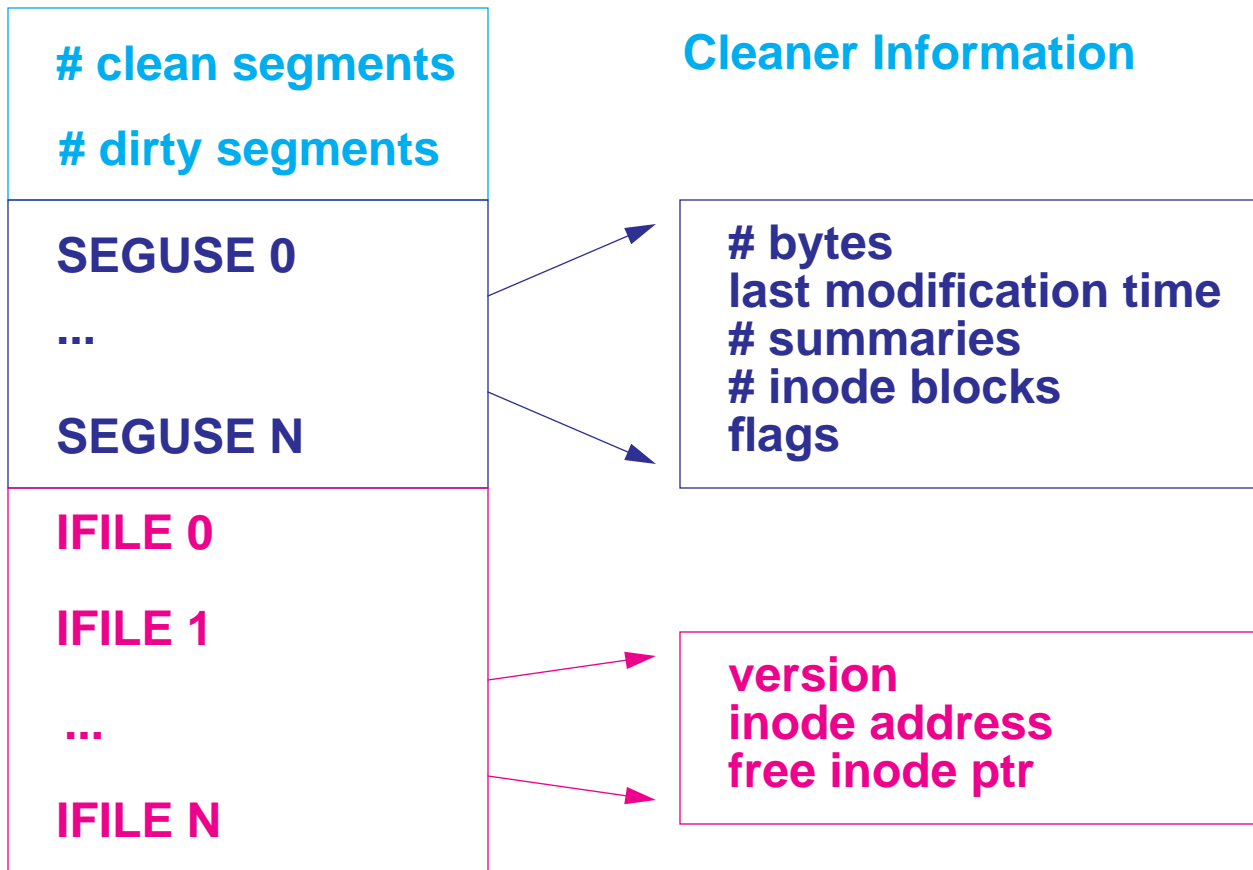 # clean segments
# dirty segments
Cleaner Information
SEGUSE 0
...
SEGUSE N
# bytes
last modification time
# summaries
# inode blocks
flags
IFILE 0
IFILE 1
...
IFILE N
version
inode address
free inode ptr